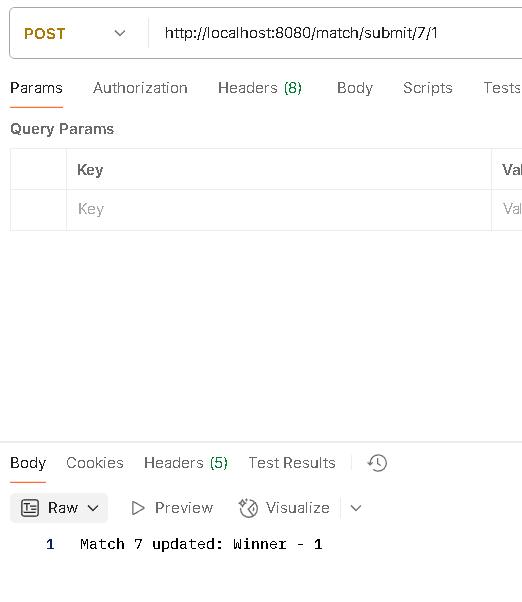 POST http://localhost:8080/match/submit/7/1
Params Authorization Headers (8) Body Scripts Tests
Query Params
Key Val
Key Val
Body Cookies Headers (5) Test Results
Raw Preview Visualize
1 Match 7 updated: Winner - 1